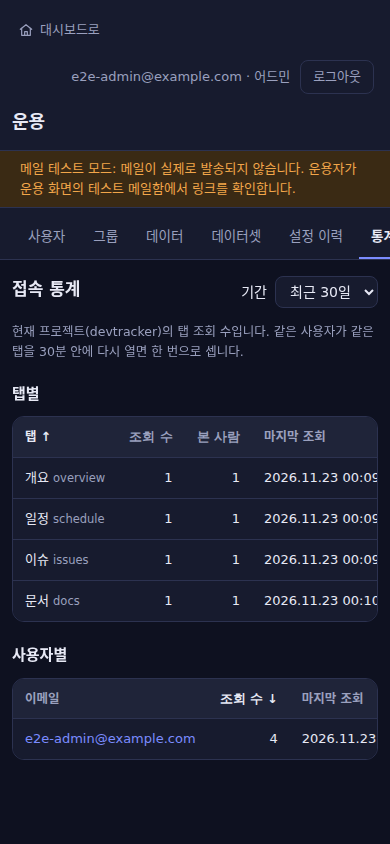 대시보드로
e2e-admin@example.com · 어드민 로그아웃
운용
메일 테스트 모드: 메일이 실제로 발송되지 않습니다. 운용자가
운용 화면의 테스트 메일함에서 링크를 확인합니다.
사용자 그룹 데이터 데이터셋 설정 이력 통계
접속 통계 기간 최근 30일
현재 프로젝트(devtracker)의 탭 조회 수입니다. 같은 사용자가 같은
탭을 30분 안에 다시 열면 한 번으로 셉니다.
탭별
탭 ↑ 조회 수 본 사람 마지막 조회
개요 overview 1 1 2026.11.23 00:09
일정 schedule 1 1 2026.11.23 00:09
이슈 issues 1 1 2026.11.23 00:09
문서 docs 1 1 2026.11.23 00:10
사용자별
이메일 조회 수 ↓ 마지막 조회
e2e-admin@example.com 4 2026.11.23